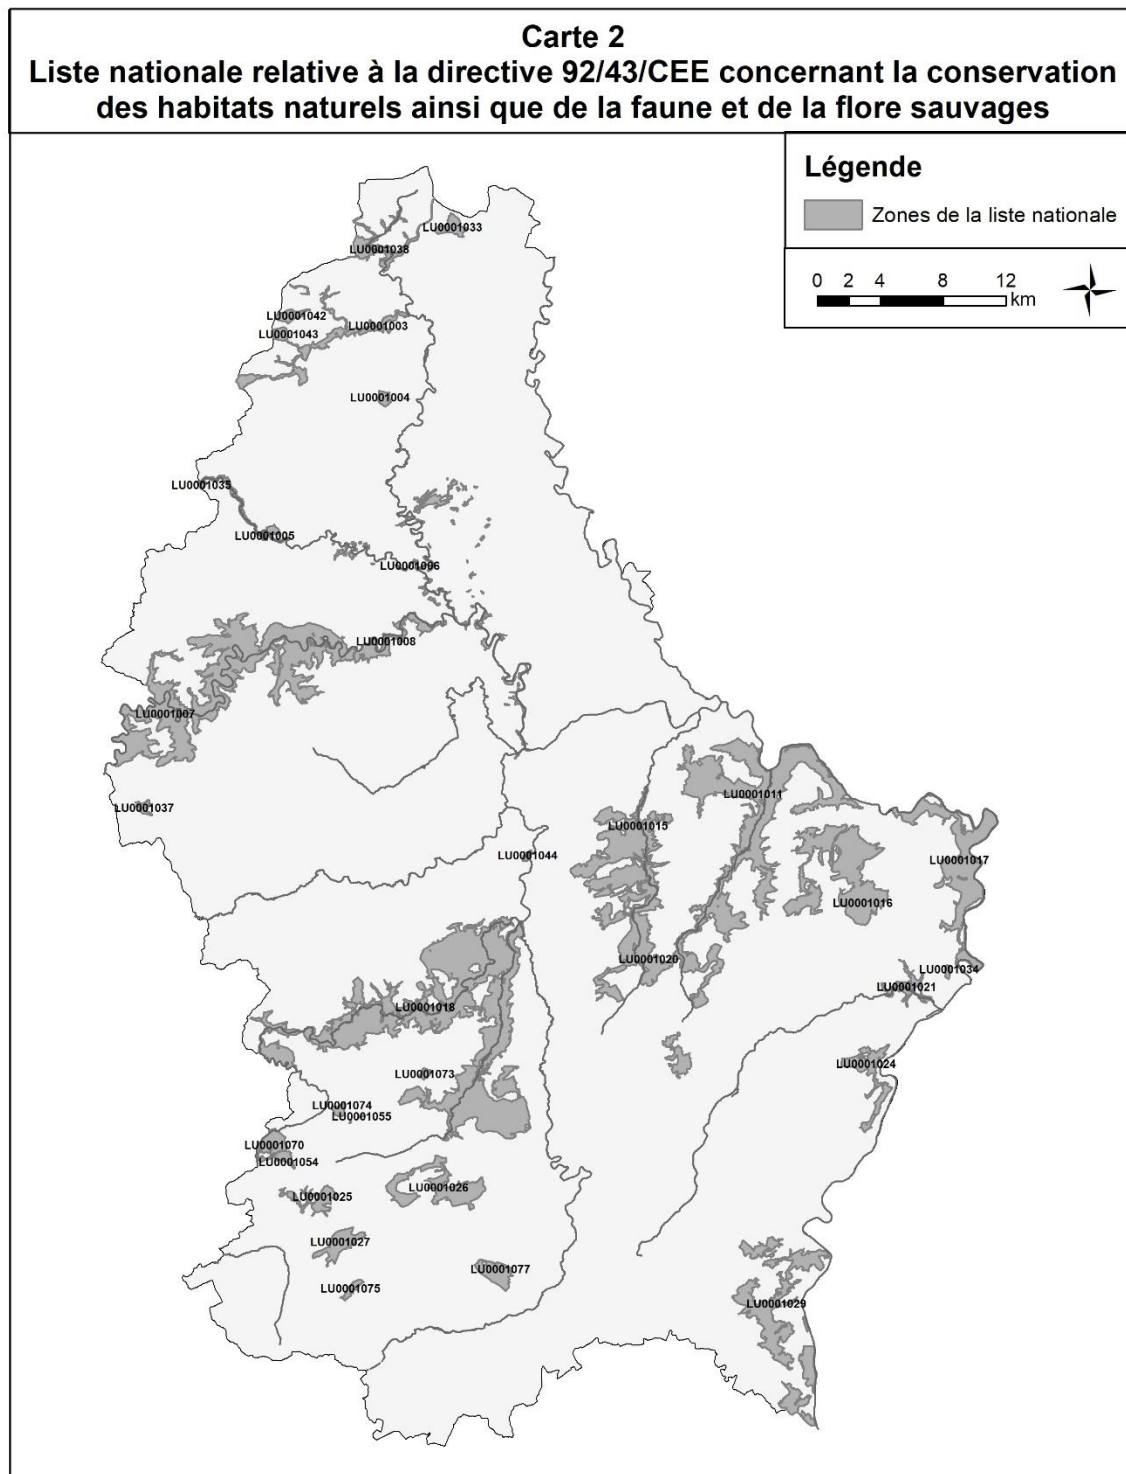 Carte 2
Liste nationale relative à la directive 92/43/CEE concernant la conservation
des habitats naturels ainsi que de la faune et de la flore sauvages
Légende
Zones de la liste nationale
0 2 4 8 12
km
LU0001033
LU0001038
LU0001042
LU0001003
LU0001043
LU0001004
LU0001035
LU0001005
LU0001006
LU0001008
LU0001007
LU0001011
LU0001037
LU0001015
LU0001044
LU0001017
LU0001016
LU0001020
LU0001034
LU0001021
LU0001018
LU0001024
LU0001073
LU0001074
LU0001055
LU0001070
LU0001054
LU0001026
LU0001025
LU0001027
LU0001077
LU0001075
LU0001029